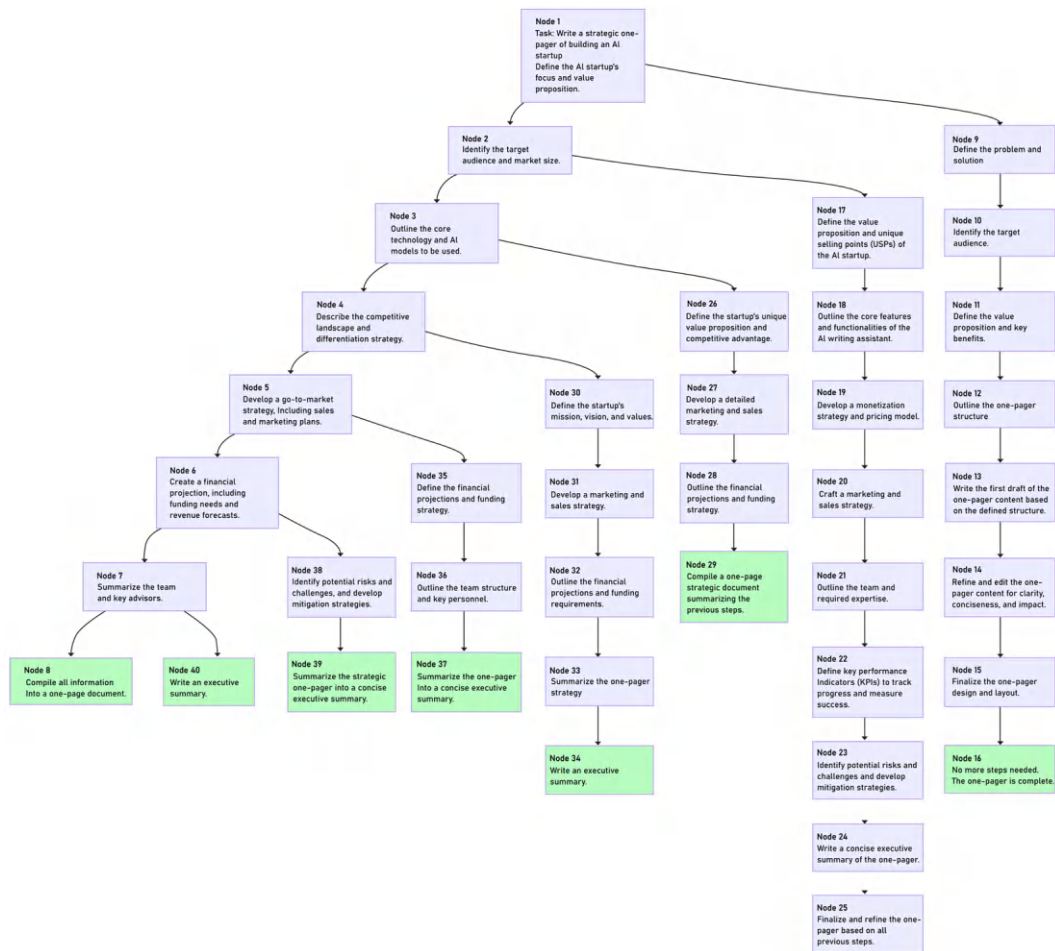 Node 1
Task: Write a strategic one-
pager of building an AI
startup
Define the AI startup's
focus and value
proposition.
Node 2
Identify the target
audience and market size.
Node 9
Define the problem and
solution
Node 3
Outline the core
technology and AI
models to be used.
Node 17
Define the value
proposition and unique
selling points (USPs) of
the AI startup.
Node 10
Identify the target
audience.
Node 4
Describe the competitive
landscape and
differentiation strategy.
Node 26
Define the startup's unique
value proposition and
competitive advantage.
Node 18
Outline the core features
and functionalities of the
AI writing assistant.
Node 11
Define the value
proposition and key
benefits.
Node 5
Develop a go-to-market
strategy, Including sales
and marketing plans.
Node 30
Define the startup's
mission, vision, and values.
Node 27
Develop a detailed
marketing and sales
strategy.
Node 19
Develop a monetization
strategy and pricing model.
Node 12
Outline the one-pager
structure
Node 6
Create a financial
projection, including
funding needs and
revenue forecasts.
Node 35
Define the financial
projections and funding
strategy.
Node 31
Develop a marketing and
sales strategy.
Node 28
Outline the financial
projections and funding
strategy.
Node 20
Craft a marketing and
sales strategy.
Node 13
Write the first draft of the
one-pager content based
on the defined structure.
Node 7
Summarize the team
and key advisors.
Node 38
Identify potential risks and
challenges, and develop
mitigation strategies.
Node 36
Outline the team structure
and key personnel.
Node 32
Outline the financial
projections and funding
requirements.
Node 29
Compile a one-page
strategic document
summarizing the
previous steps.
Node 21
Outline the team and
required expertise.
Node 14
Refine and edit the one-
pager content for clarity,
conciseness, and impact.
Node 8
Compile all information
Into a one-page document.
Node 40
Write an executive
summary.
Node 39
Summarize the strategic
one-pager into a concise
executive summary.
Node 37
Summarize the one-pager
Into a concise executive
summary.
Node 33
Summarize the one-pager
strategy
Node 22
Define key performance
Indicators (KPIs) to track
progress and measure
success.
Node 15
Finalize the one-pager
design and layout.
Node 34
Write an executive
summary.
Node 23
Identify potential risks and
challenges and develop
mitigation strategies.
Node 16
No more steps needed.
The one-pager is complete.
Node 24
Write a concise executive
summary of the one-pager.
Node 25
Finalize and refine the one-
pager based on all
previous steps.